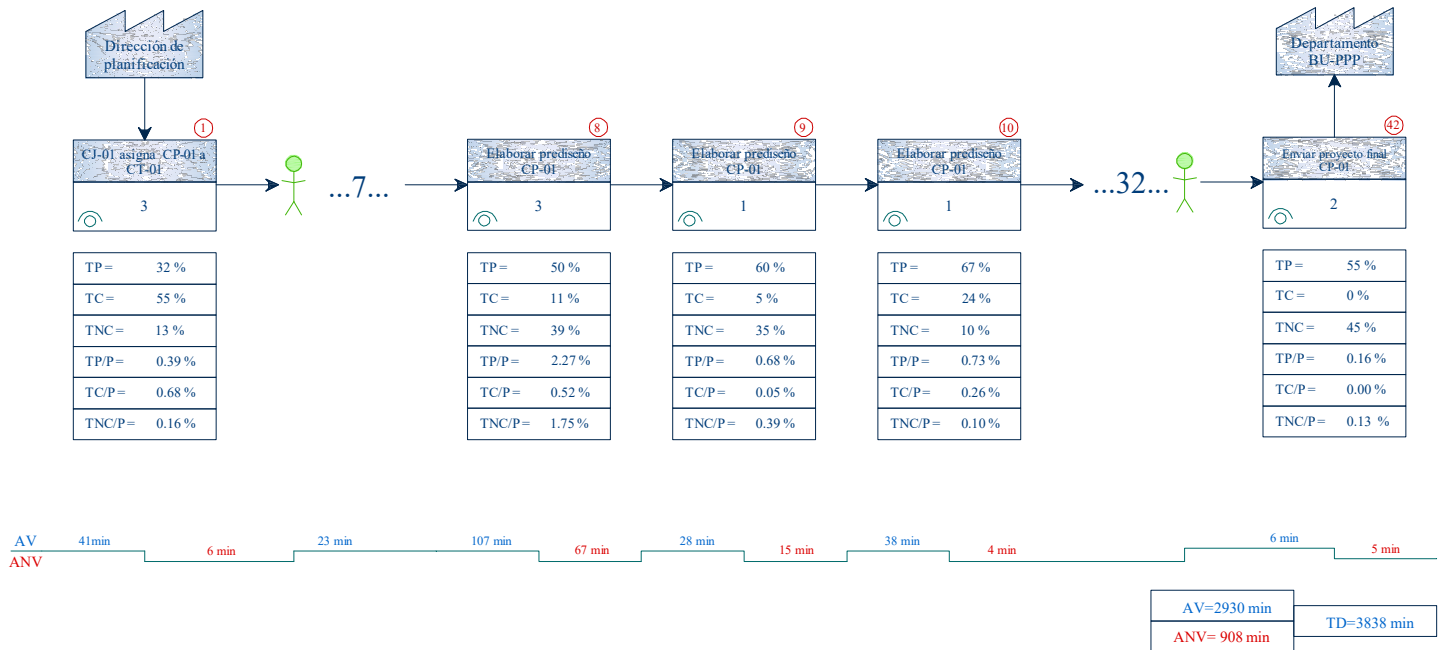 Dirección de
planificación
Departamento
BU-PPP
1
CJ-01 asigna CP-01 a
CT-01
3
...7...
8
Elaborar prediseño
CP-01
3
9
Elaborar prediseño
CP-01
1
10
Elaborar prediseño
CP-01
1
...32...
42
Enviar proyecto final
CP-01
2
TP = 32 %
TC = 55 %
TNC = 13 %
TP/P = 0.39 %
TC/P = 0.68 %
TNC/P = 0.16 %
TP = 50 %
TC = 11 %
TNC = 39 %
TP/P = 2.27 %
TC/P = 0.52 %
TNC/P = 1.75 %
TP = 60 %
TC = 5 %
TNC = 35 %
TP/P = 0.68 %
TC/P = 0.05 %
TNC/P = 0.39 %
TP = 67 %
TC = 24 %
TNC = 10 %
TP/P = 0.73 %
TC/P = 0.26 %
TNC/P = 0.10 %
TP = 55 %
TC = 0 %
TNC = 45 %
TP/P = 0.16 %
TC/P = 0.00 %
TNC/P = 0.13 %
AV 41min 23 min 107 min 28 min 38 min 6 min
ANV 6 min 67 min 15 min 4 min 5 min
AV=2930 min
ANV= 908 min
TD=3838 min